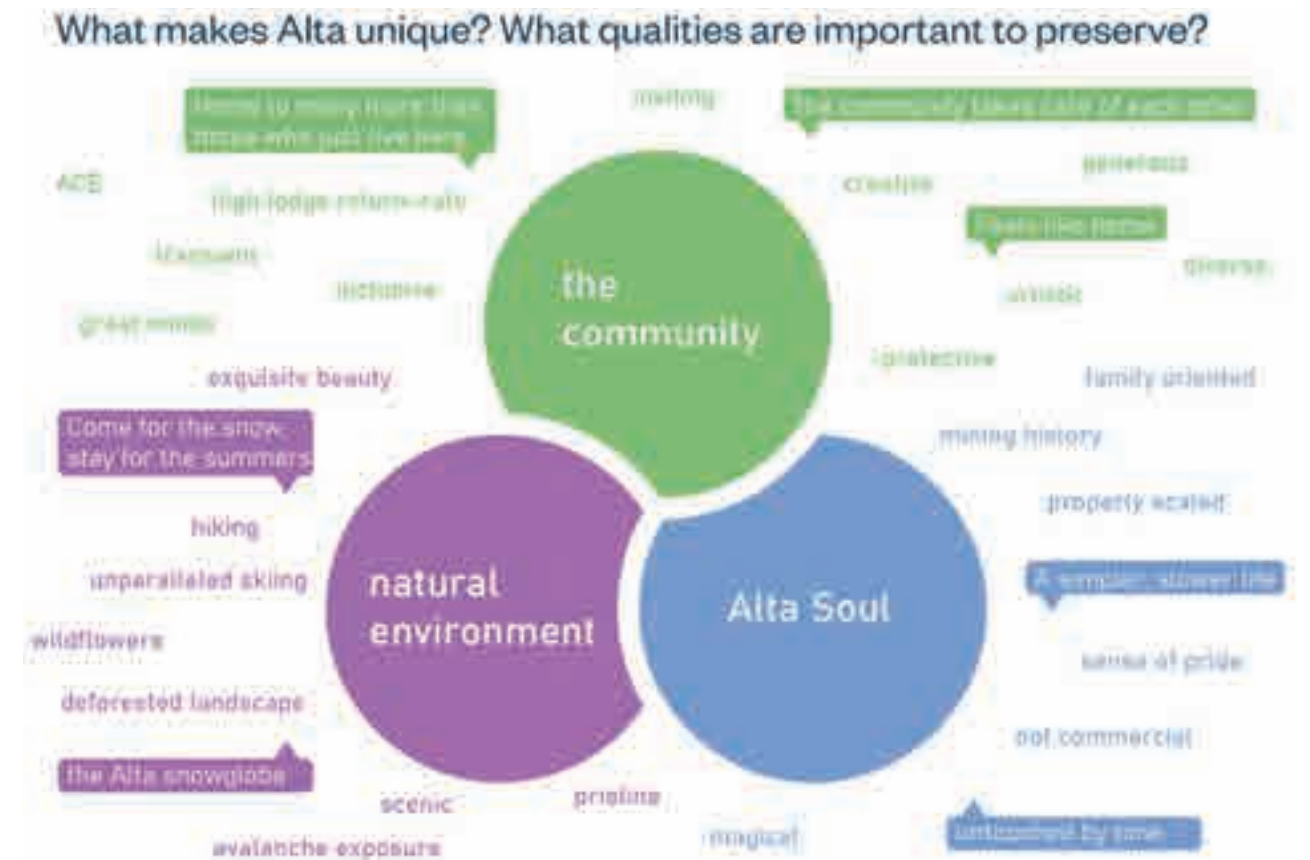 What makes Alta unique? What qualities are important to preserve?
Home to many more than
those who just live here
The community takes care of each other
ACE
generous
creative
High lodge return-rate
Feels like home
inclusive
diverse
artistic
great minds
the
community
protective
exquisite beauty
family oriented
Come for the snow
stay for the summers
mining history
properly scaled
hiking
unparalleled skiing
natural
environment
Alta Soul
A simpler, slower life
wildflowers
sense of pride
deforested landscape
not commercial
the Alta snowglobe
scenic
pristine
magical
untouched by time
avalanche exposure